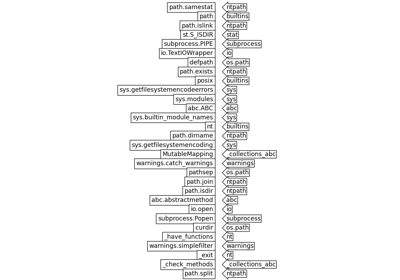 path.samestat ntpath
path builtins
path.islink ntpath
st.S_ISDIR stat
subprocess.PIPE subprocess
io.TextIOWrapper io
defpath os.path
path.exists ntpath
posix builtins
sys.getfilesystemencodeerrors sys
sys.modules sys
abc.ABC abc
sys.builtin_module_names sys
nt builtins
path.dirname ntpath
sys.getfilesystemencoding sys
MutableMapping _collections_abc
warnings.catch_warnings warnings
pathsep os.path
path.join ntpath
path.isdir ntpath
abc.abstractmethod abc
io.open io
subprocess.Popen subprocess
curdir os.path
_have_functions nt
warnings.simplefilter warnings
_exit nt
_check_methods _collections_abc
path.split ntpath